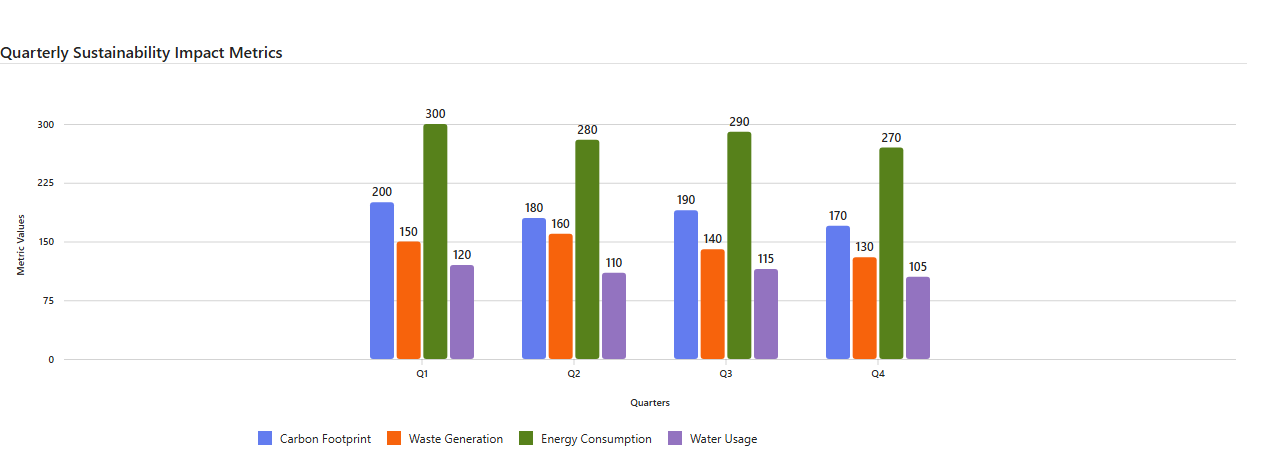 Quarterly Sustainability Impact Metrics
300
225
150
75
0
Metric Values
200
150
300
120
180
160
280
110
190
140
290
115
170
130
270
105
Q1
Q2
Q3
Q4
Quarters
Carbon Footprint
Waste Generation
Energy Consumption
Water Usage